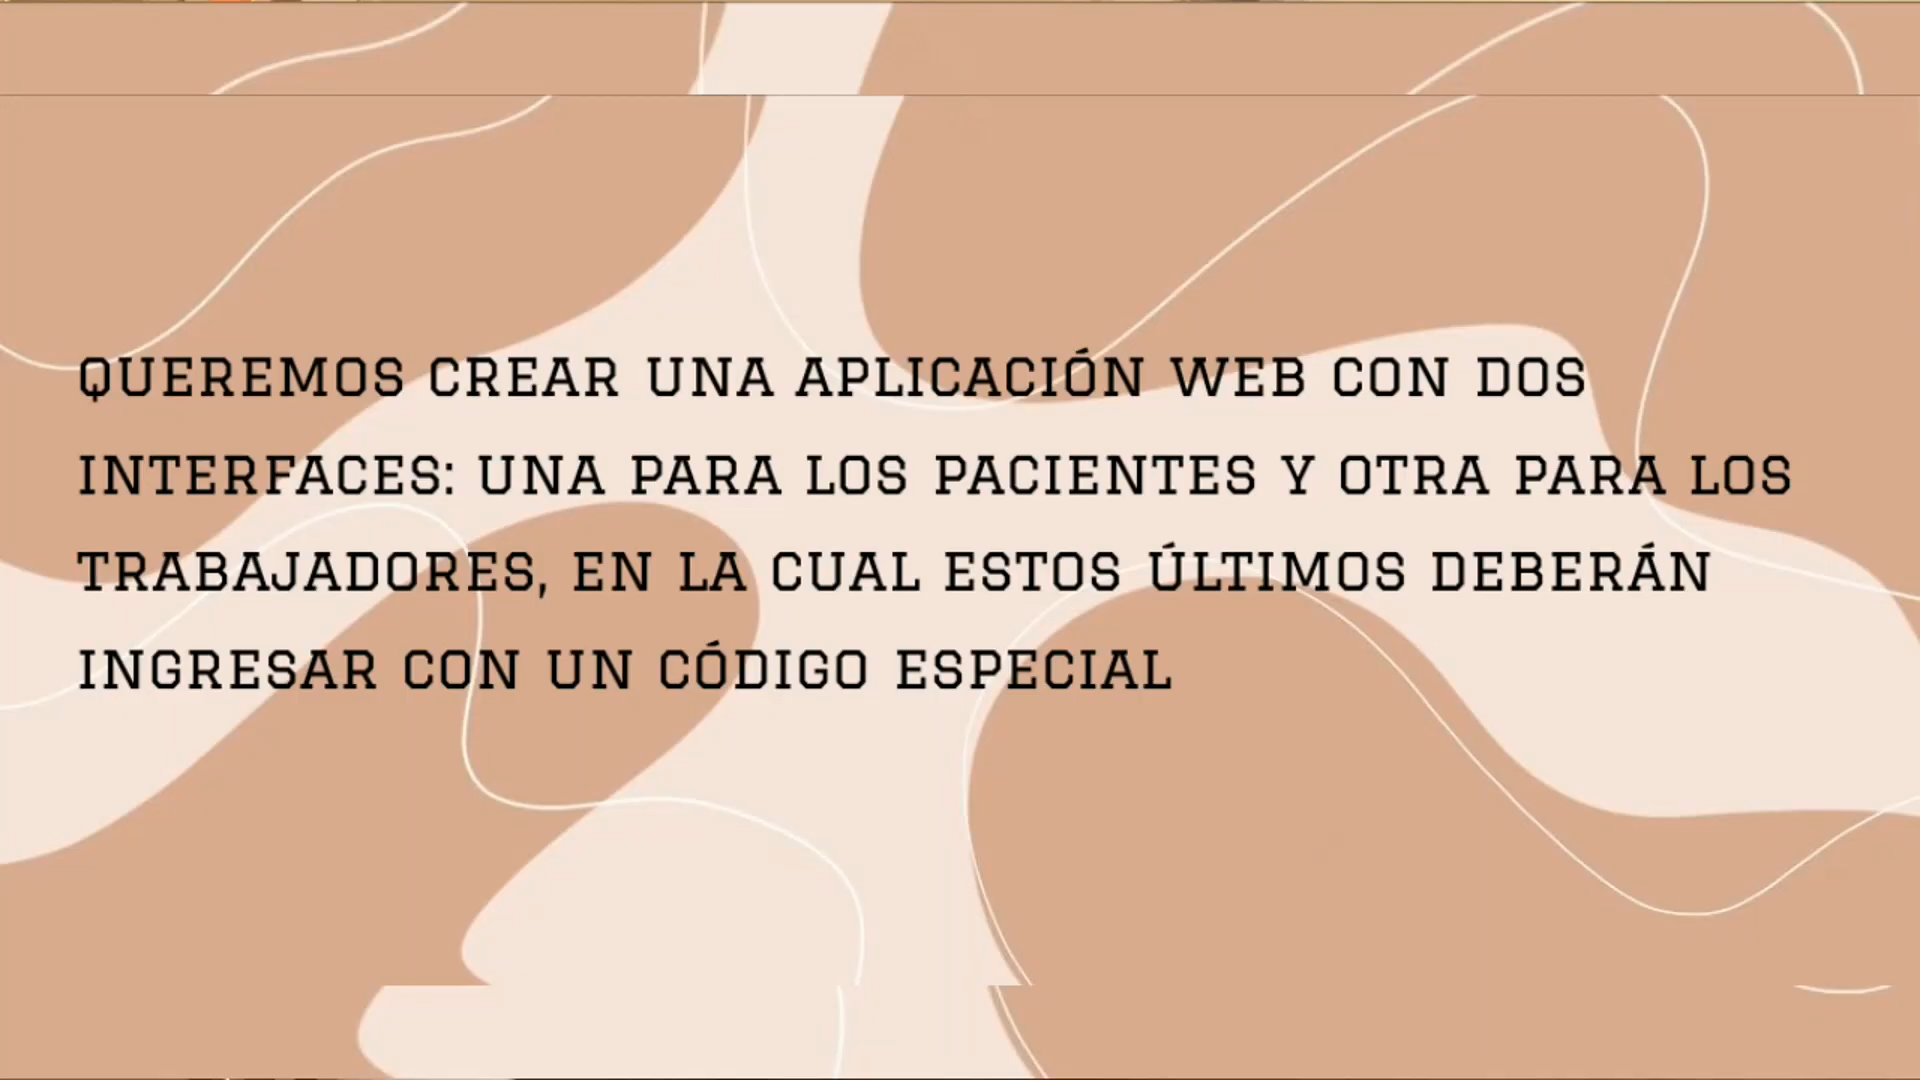 QUEREMOS CREAR UNA APLICACIÓN WEB CON DOS
INTERFACES: UNA PARA LOS PACIENTES Y OTRA PARA LOS
TRABAJADORES, EN LA CUAL ESTOS ÚLTIMOS DEBERÁN
INGRESAR CON UN CÓDIGO ESPECIAL